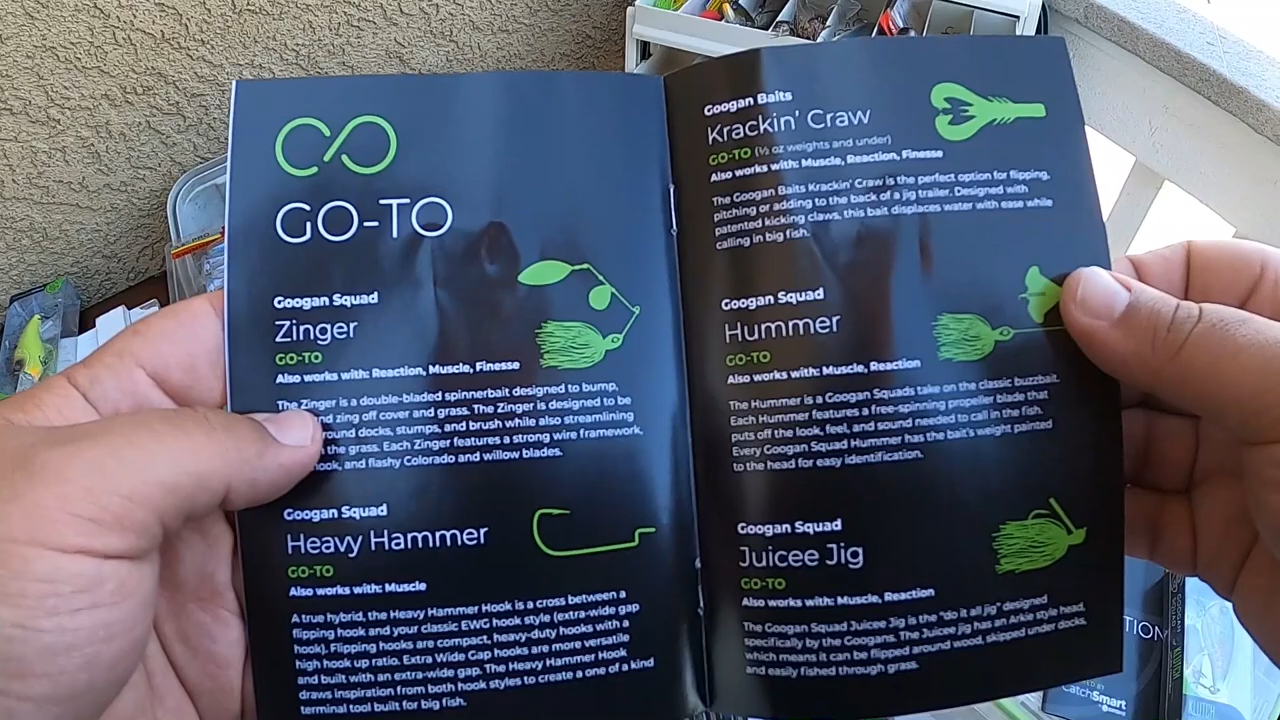 GO-TO
Googan Squad
Zinger
GO-TO
Also works with: Reaction, Muscle, Finesse
The Zinger is a double-bladed spinnerbait designed to bump,
and zing off cover and grass. The Zinger is designed to be
around docks, stumps, and brush while also streamlining
the grass. Each Zinger features a strong wire framework,
hook, and flashy Colorado and willow blades.
Googan Squad
Heavy Hammer
GO-TO
Also works with: Muscle
A true hybrid, the Heavy Hammer Hook is a cross between a
flipping hook and your classic EWG hook style (extra-wide gap
hook). Flipping hooks are compact, heavy-duty hooks with a
high hook up ratio. Extra Wide Gap hooks are more versatile
and built with an extra-wide gap. The Heavy Hammer Hook
draws inspiration from both hook styles to create a one of a kind
terminal tool built for big fish.
Googan Baits
Krackin' Craw
GO-TO (½ oz weights and under)
Also works with: Muscle, Reaction, Finesse
The Googan Baits Krackin' Craw is the perfect option for flipping,
pitching or adding to the back of a jig trailer. Designed with
patented kicking claws, this bait displaces water with ease while
calling in big fish.
Googan Squad
Hummer
GO-TO
Also works with: Muscle, Reaction
The Hummer is a Googan Squads take on the classic buzzbait.
Each Hummer features a free-spinning propeller blade that
puts off the look, feel, and sound needed to call in the fish.
Every Googan Squad Hummer has the bait's weight painted
to the head for easy identification.
Googan Squad
Juicee Jig
GO-TO
Also works with: Muscle, Reaction
The Googan Squad Juicee Jig is the "do it all jig" designed
specifically by the Googans. The Juicee jig has an Arkie style head,
which means it can be flipped around wood, skipped under docks,
and easily fished through grass.
TION
BY
CatchSmart
GOOGAN
KLUTCH
KLUTCH